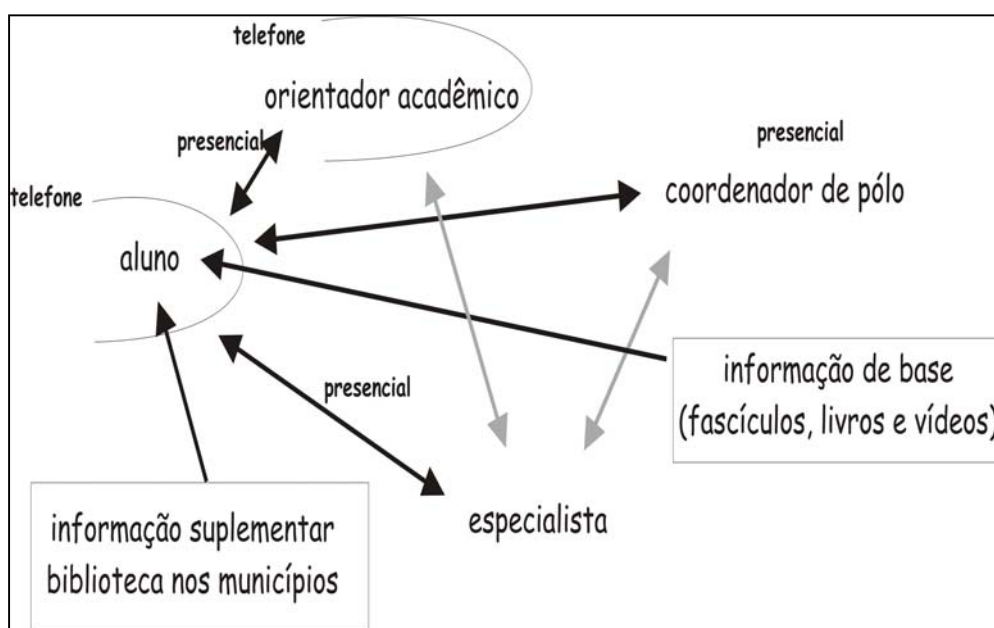 telefone
orientador acadêmico
presencial
presencial
coordenador de pólo
telefone
aluno
informação de base
(fascículos, livros e vídeos)
presencial
especialista
informação suplementar
biblioteca nos municípios